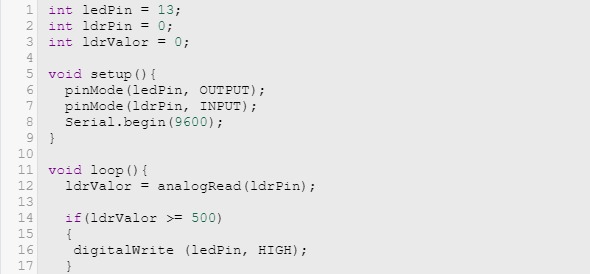 1 int ledPin = 13;
2 int ldrPin = 0;
3 int ldrValor = 0;
4
5 void setup(){
6   pinMode(ledPin, OUTPUT);
7   pinMode(ldrPin, INPUT);
8   Serial.begin(9600);
9 }
10
11 void loop(){
12   ldrValor = analogRead(ldrPin);
13
14   if(ldrValor >= 500)
15   {
16    digitalWrite (ledPin, HIGH);
17   }